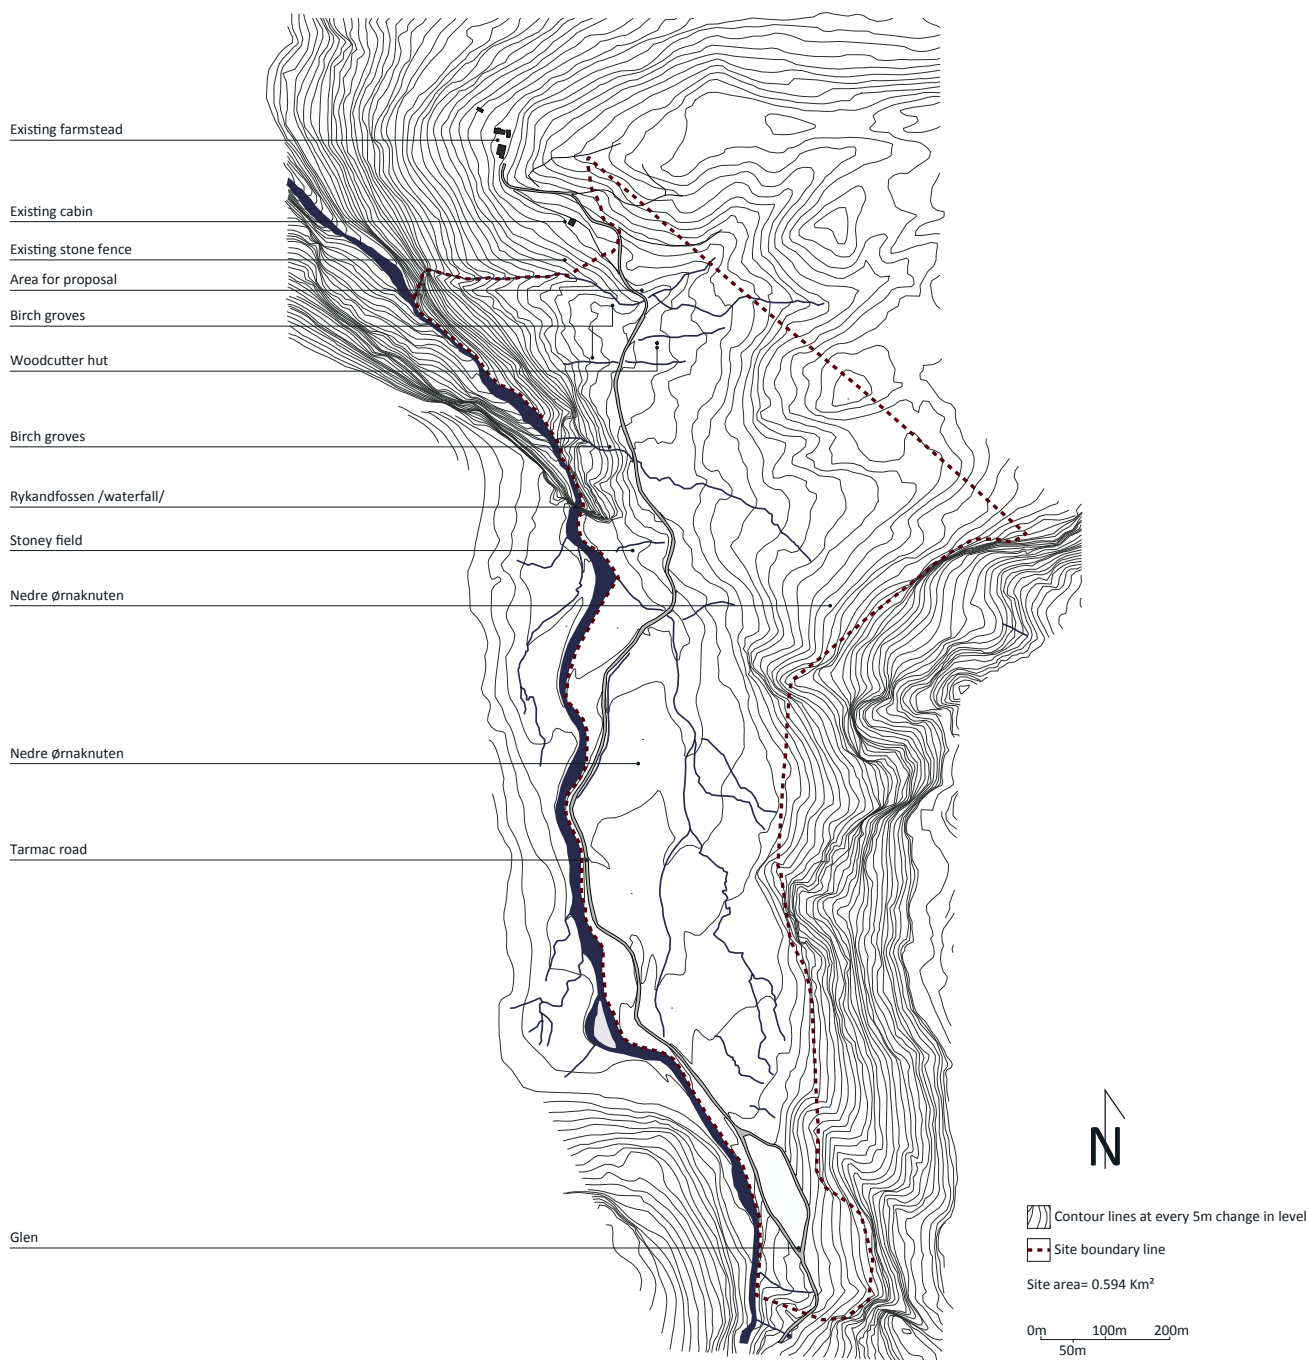 Existing farmstead
Existing cabin
Existing stone fence
Area for proposal
Birch groves
Woodcutter hut
Birch groves
Rykandfossen /waterfall/
Stoney field
Nedre ørnaknuten
Nedre ørnaknuten
Tarmac road
Glen
N
Contour lines at every 5m change in level
Site boundary line
Site area= 0.594 Km²
0m 100m 200m
50m